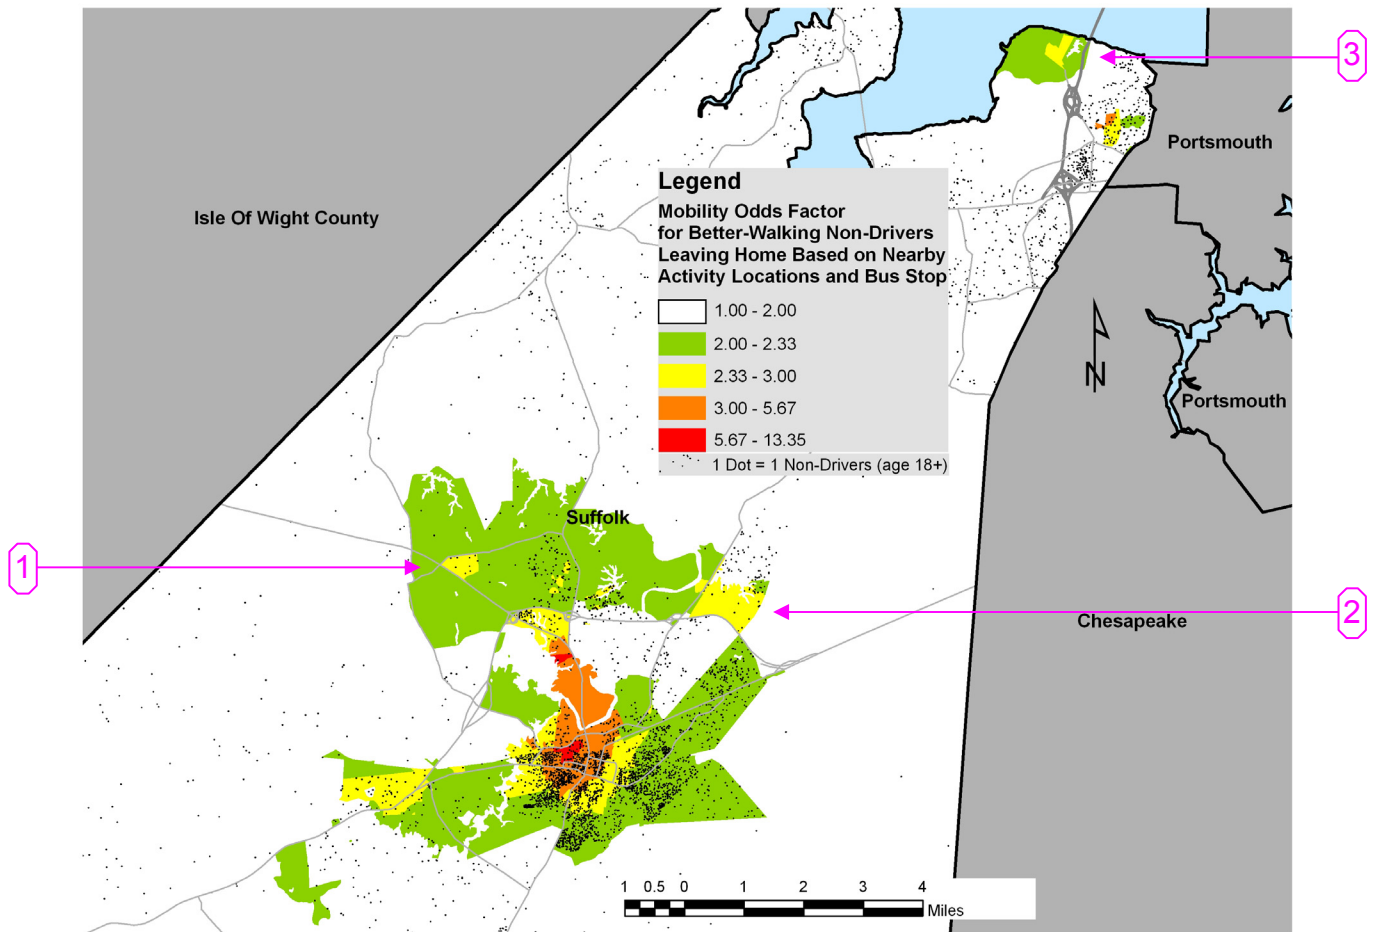 3
Portsmouth
Isle Of Wight County
Legend
Mobility Odds Factor
for Better-Walking Non-Drivers
Leaving Home Based on Nearby
Activity Locations and Bus Stop
1.00 - 2.00
2.00 - 2.33
2.33 - 3.00
3.00 - 5.67
5.67 - 13.35
1 Dot = 1 Non-Drivers (age 18+)
N
Portsmouth
Suffolk
1
2
Chesapeake
1 0.5 0 1 2 3 4
Miles